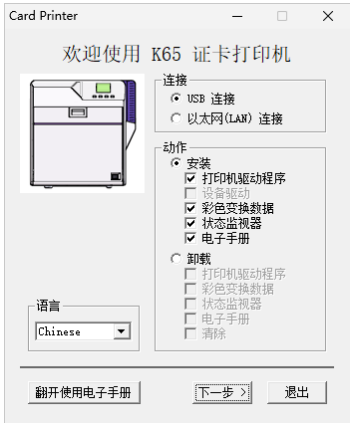 Card Printer
欢迎使用 K65 证卡打印机
连接
USB 连接
以太网(LAN) 连接
动作
安装
打印机驱动程序
设备驱动
彩色变换数据
状态监视器
电子手册
卸载
打印机驱动程序
彩色变换数据
状态监视器
电子手册
清除
语言
Chinese
翻开使用电子手册
下一步 >
退出